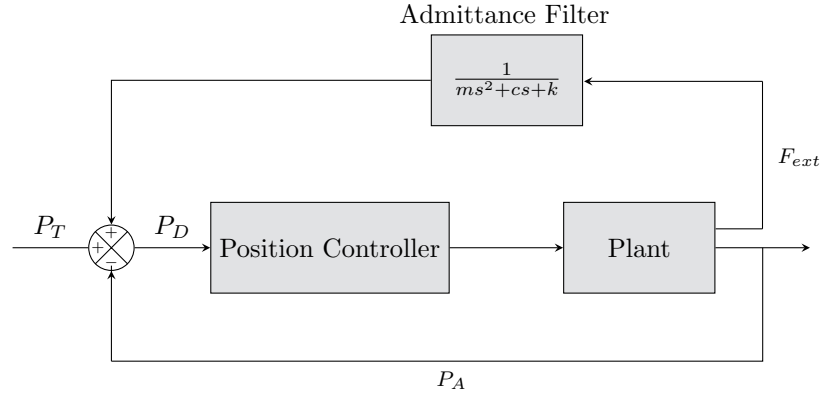 Admittance Filter
1
ms²+cs+k
F_ext
P_T
+
+
−
P_D
Position Controller
Plant
P_A